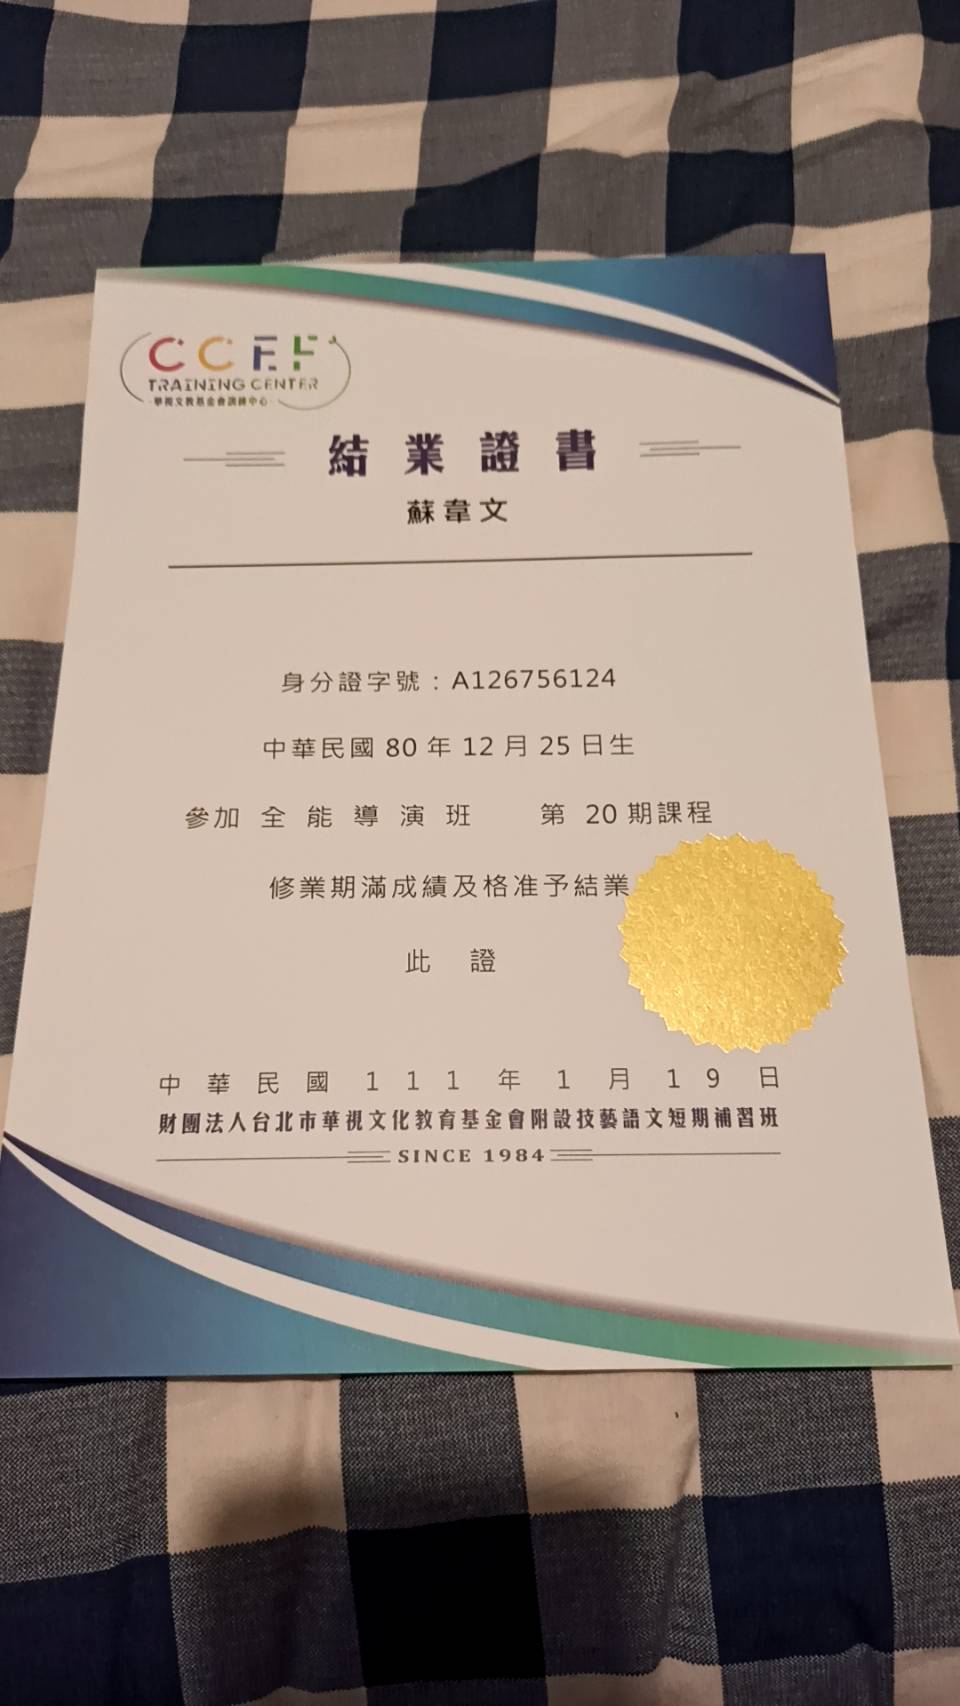 CCEF
TRAINING CENTER
華視文教基金會訓練中心
結業證書
蘇韋文
身分證字號：A126756124
中華民國 80 年 12 月 25 日生
參加 全能導演班 第 20 期課程
修業期滿成績及格准予結業
此 證
中華民國 111 年 1 月 19 日
財團法人台北市華視文化教育基金會附設技藝語文短期補習班
SINCE 1984